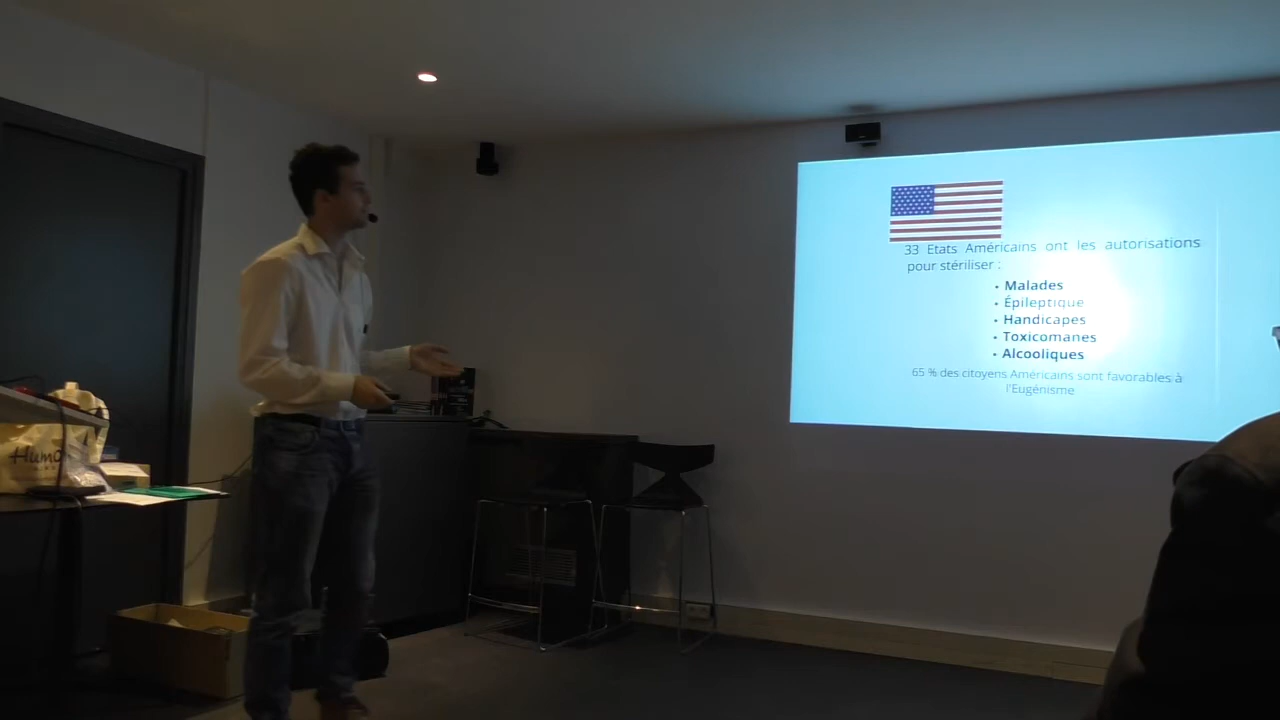 33 Etats Américains ont les autorisations
pour stériliser :
• Malades
• Épileptique
• Handicapes
• Toxicomanes
• Alcooliques
65 % des citoyens Américains sont favorables à
l'Eugénisme